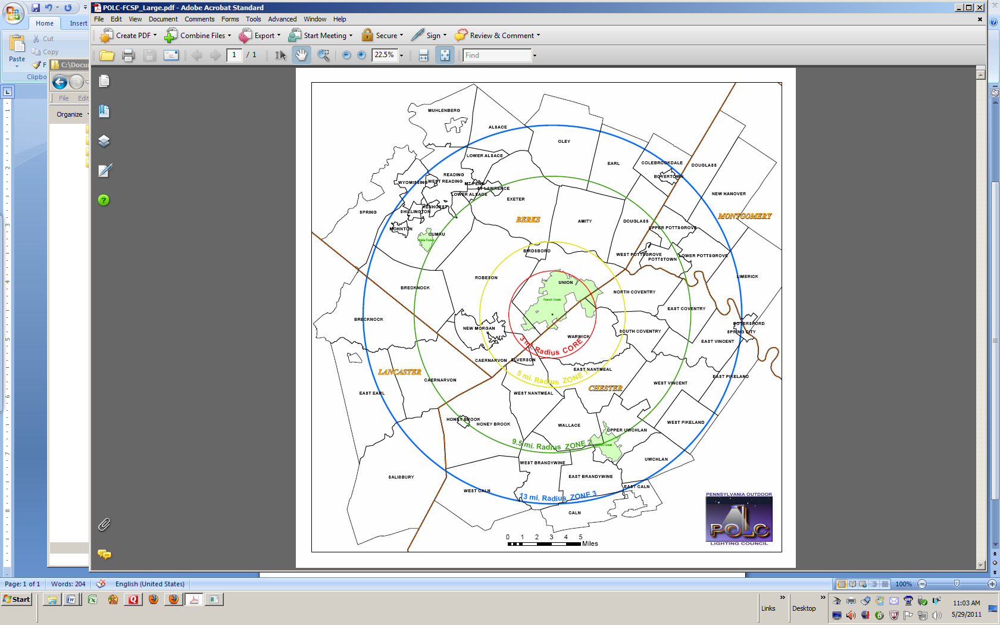 POLC-FCSP_Large.pdf - Adobe Acrobat Standard
File Edit View Document Comments Forms Tools Advanced Window Help
Create PDF Combine Files Export Start Meeting Secure Sign Review & Comment
1 / 1 22.5% Find
Home Insert
Cut
Copy
Paste
Clipbo
C:\Docu
File Edit
Organize
MUHLENBERG
ALSACE
OLEY
LOWER ALSACE
EARL
COLEBROOKDALE
DOUGLASS
BOYERTOWN
READING
WYOMISSING
WEST READING
MT PENN
ST LAWRENCE
LOWER ALSACE
EXETER
NEW HANOVER
SPRING
SHILLINGTON
KENHORST
BERKS
AMITY
DOUGLASS
MONTGOMERY
MOHNTON
CUMRU
UPPER POTTSGROVE
BIRDSBORO
WEST POTTSGROVE
POTTSTOWN
LOWER POTTSGROVE
ROBESON
UNION
LIMERICK
BRECKNOCK
NORTH COVENTRY
French Creek
EAST COVENTRY
BRECKNOCK
NEW MORGAN
SOUTH COVENTRY
ROYERSFORD
SPRING CITY
WARWICK
EAST VINCENT
3 mi. Radius CORE
CAERNARVON
ELVERSON
EAST NANTMEAL
LANCASTER
5 mi. Radius ZONE 1
EAST PIKELAND
CAERNARVON
CHESTER
WEST VINCENT
EAST EARL
WEST NANTMEAL
HONEY BROOK
HONEY BROOK
WALLACE
UPPER UWCHLAN
WEST PIKELAND
9.5 mi. Radius ZONE 2
WEST BRANDYWINE
UWCHLAN
SALISBURY
EAST BRANDYWINE
WEST CALN
13 mi. Radius ZONE 3
EAST CALN
CALN
0 1 2 3 4 5
Miles
PENNSYLVANIA OUTDOOR
POLC
LIGHTING COUNCIL
Page: 1 of 1 Words: 204 English (United States) 100%
Start Links Desktop 11:03 AM
5/29/2011